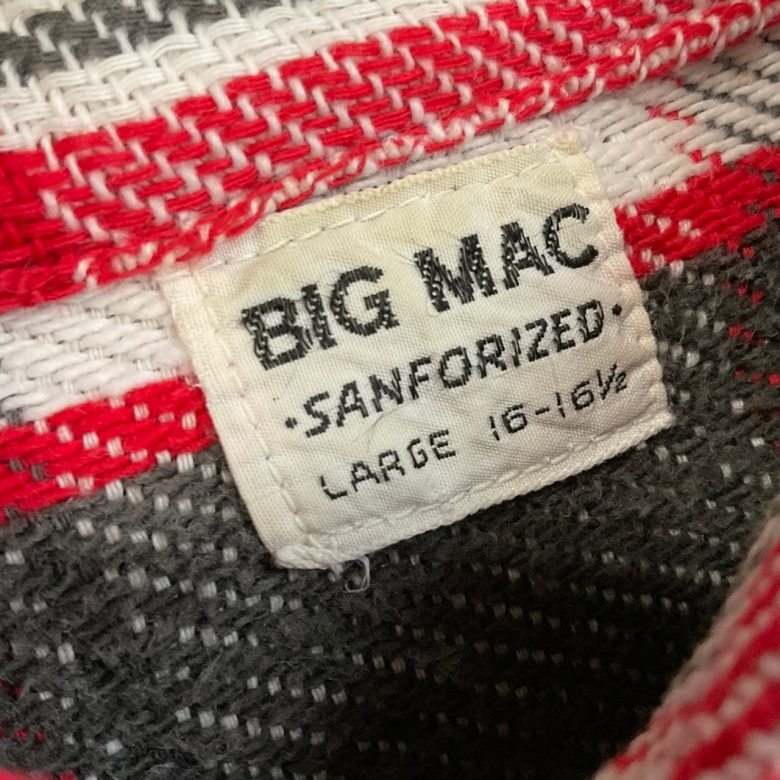 BIG MAC
·SANFORIZED·
LARGE 16-16½